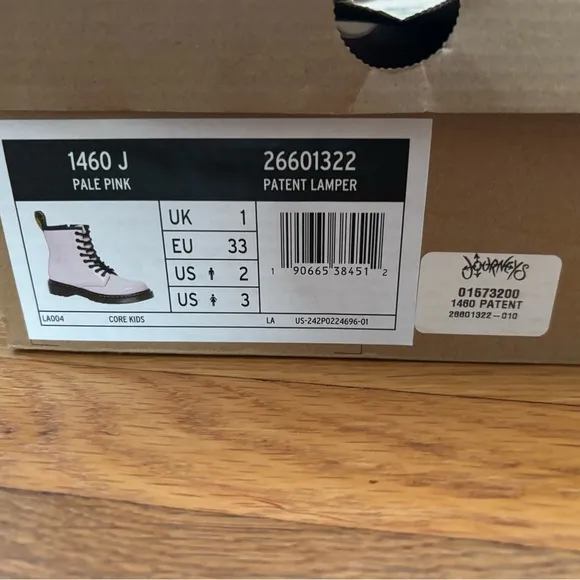 1460 J
PALE PINK
26601322
PATENT LAMPER
UK 1
EU 33
US 2
US 3
1 90665 38451 2
LA004
CORE KIDS
LA
US-242P0224696-01
JOURNEYS
01573200
1460 PATENT
26601322-010